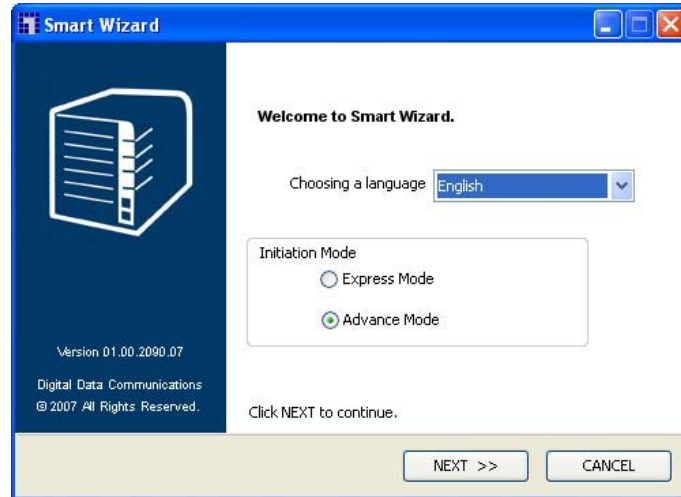 Smart Wizard
Welcome to Smart Wizard.
Choosing a language English
Initiation Mode
Express Mode
Advance Mode
Version 01.00.2090.07
Digital Data Communications
© 2007 All Rights Reserved.
Click NEXT to continue.
NEXT >> CANCEL